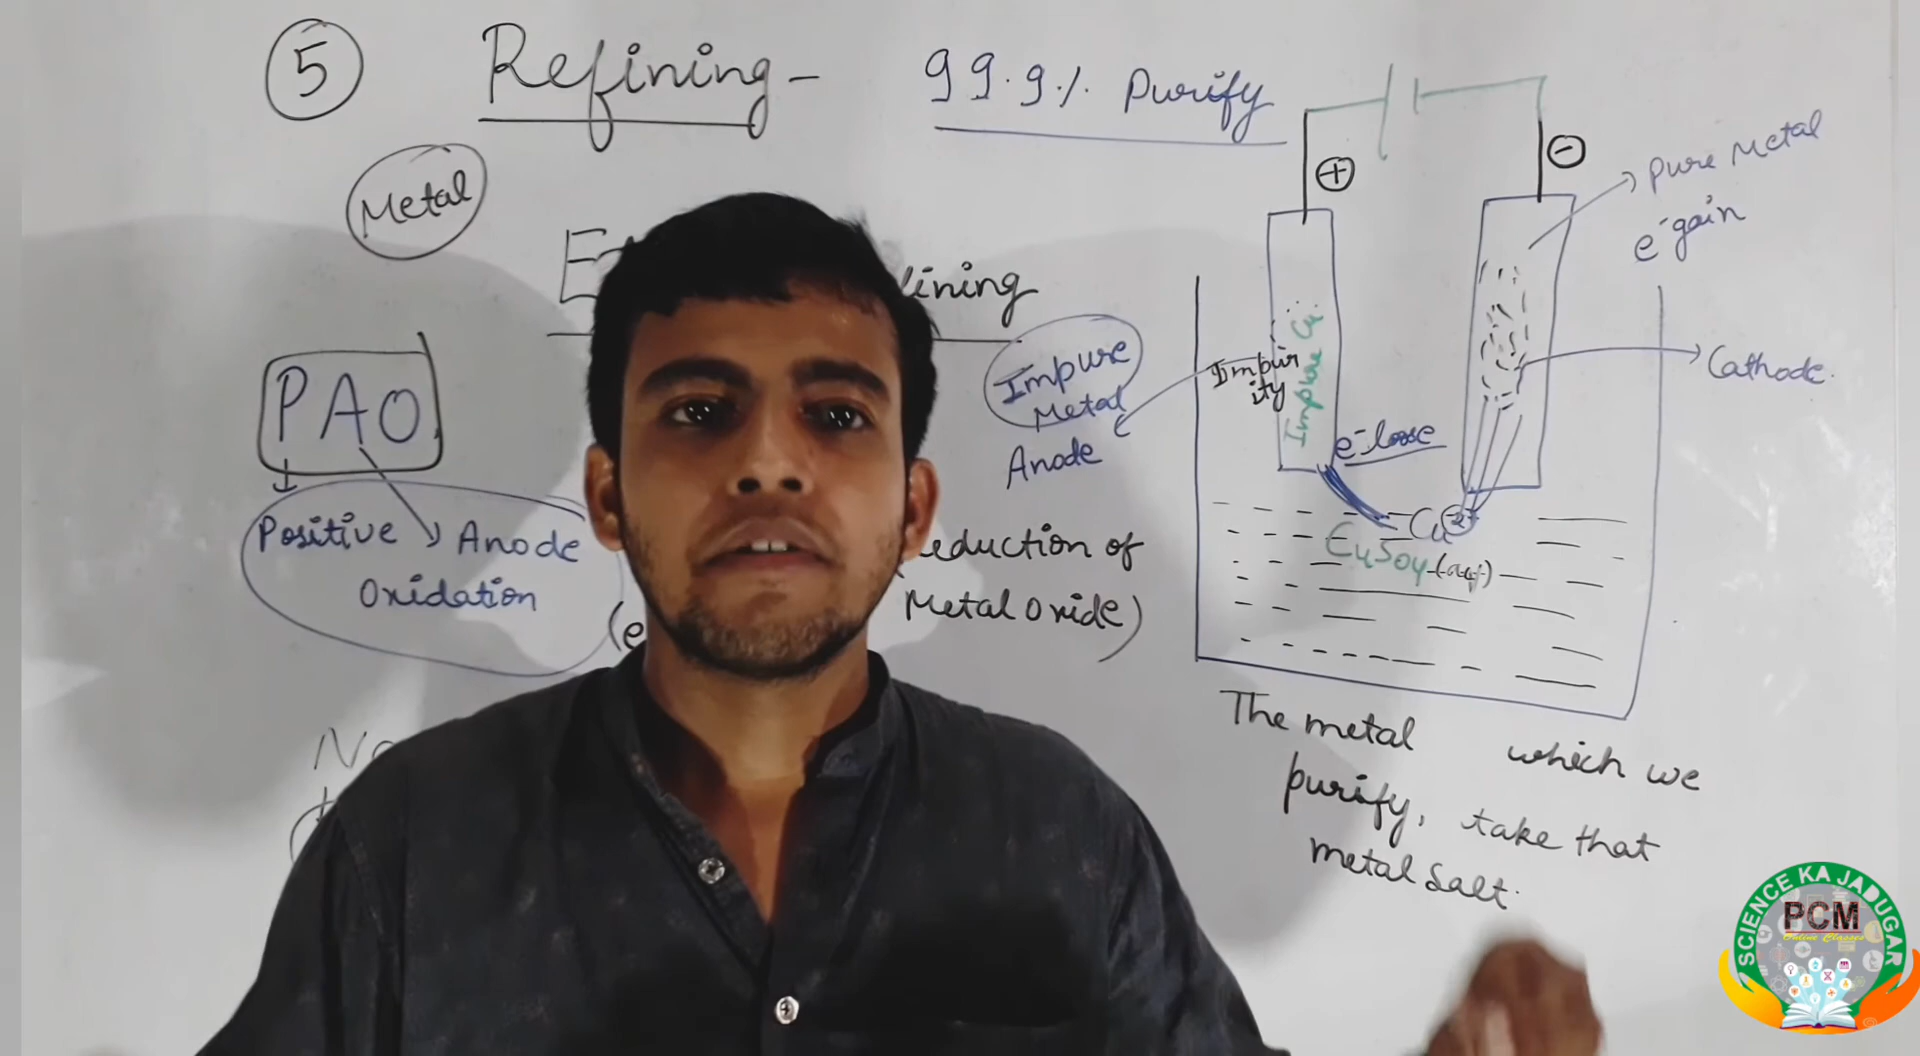 5 Refining - 99.9% Purify
Metal
lining
PAO
Positive Anode
Oxidation
+
-
Pure Metal
e⁻ gain
Impure
Metal
Anode
Impurity
Impure Cu
e⁻ loose
Cathode.
Cu²⁺
CuSO4 (aq)
eduction of
(e
Metal Oxide)
The metal which we
purify, take that
metal salt.
SCIENCE KA JADUGAR
PCM
Online Classes